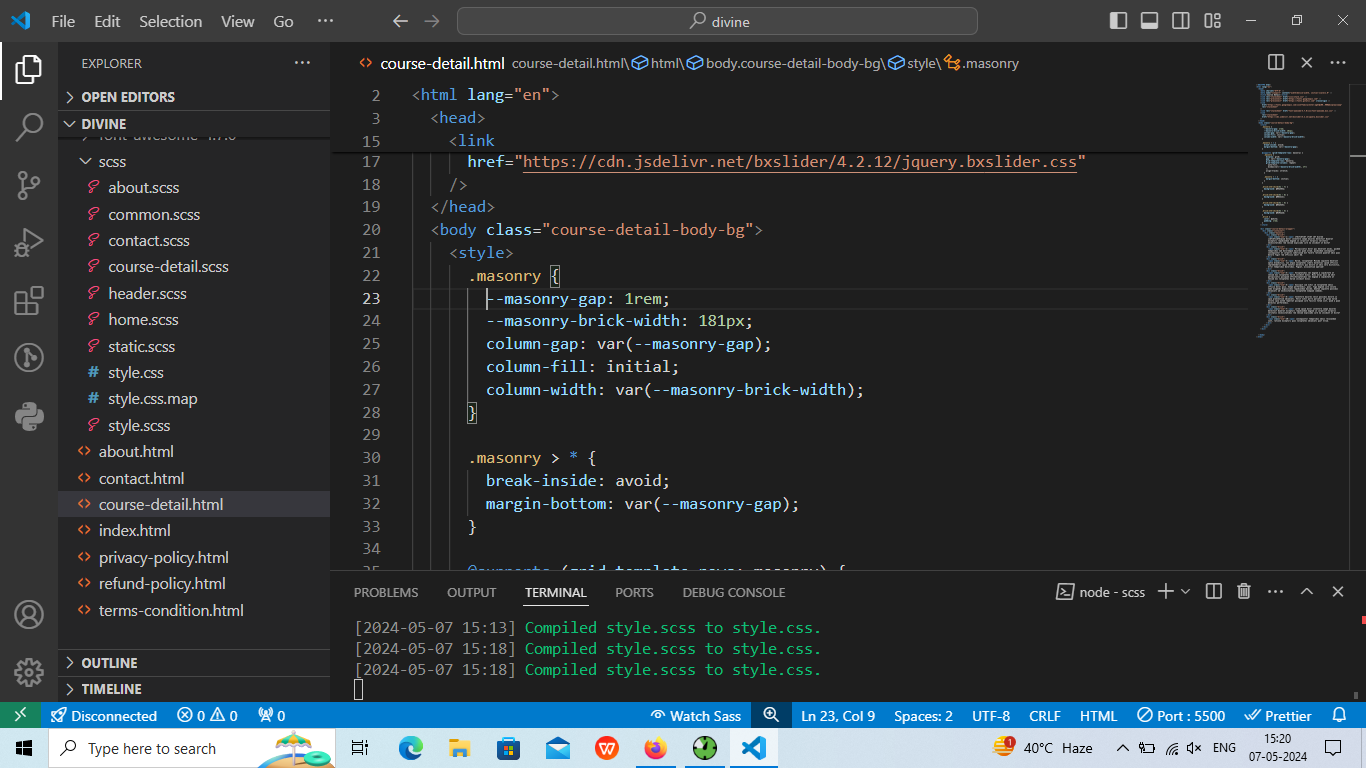 File Edit Selection View Go ··· divine
EXPLORER ···
OPEN EDITORS
DIVINE
scss
about.scss
common.scss
contact.scss
course-detail.scss
header.scss
home.scss
static.scss
# style.css
# style.css.map
style.scss
about.html
contact.html
course-detail.html
index.html
privacy-policy.html
refund-policy.html
terms-condition.html
OUTLINE
TIMELINE
course-detail.html course-detail.html\html\body.course-detail-body-bg\style\.masonry
2 <html lang="en">
3 <head>
15 <link
17 href="https://cdn.jsdelivr.net/bxslider/4.2.12/jquery.bxslider.css"
18 />
19 </head>
20 <body class="course-detail-body-bg">
21 <style>
22 .masonry {
23 --masonry-gap: 1rem;
24 --masonry-brick-width: 181px;
25 column-gap: var(--masonry-gap);
26 column-fill: initial;
27 column-width: var(--masonry-brick-width);
28 }
29
30 .masonry > * {
31 break-inside: avoid;
32 margin-bottom: var(--masonry-gap);
33 }
34
PROBLEMS OUTPUT TERMINAL PORTS DEBUG CONSOLE node - scss
[2024-05-07 15:13] Compiled style.scss to style.css.
[2024-05-07 15:18] Compiled style.scss to style.css.
[2024-05-07 15:18] Compiled style.scss to style.css.
Disconnected 0 0 0 Watch Sass Ln 23, Col 9 Spaces: 2 UTF-8 CRLF HTML Port : 5500 Prettier
Type here to search 1 40°C Haze ENG 15:20
07-05-2024